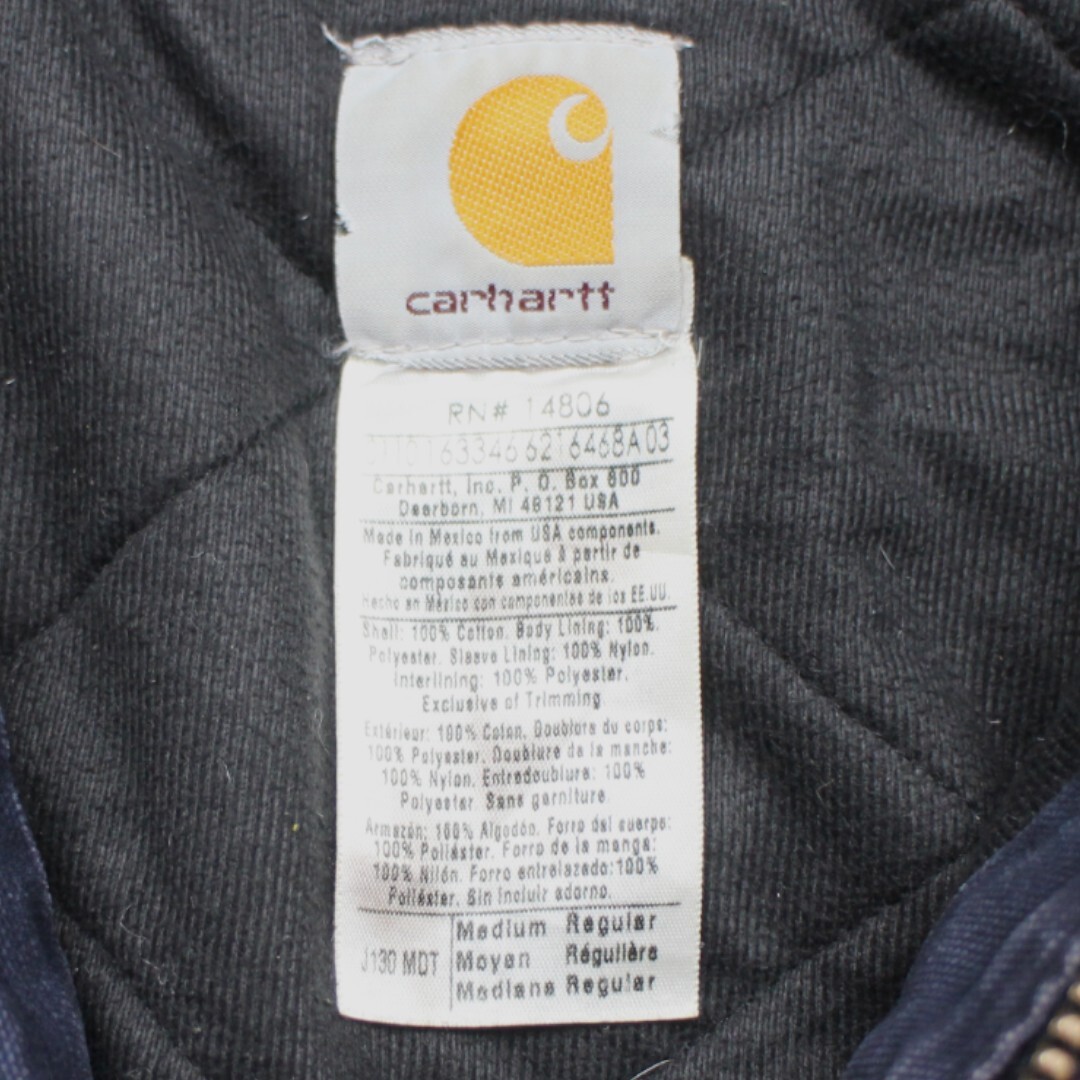 carhartt
RN# 14806
633466216468A03
Carhartt, Inc. P. O. Box 600
Dearborn, MI 48121 USA
Made in Mexico from USA components.
Fabriqué au Mexique à partir de
composants américains.
Hecho en México con componentes de los EE.UU.
Shell: 100% Cotton. Body Lining: 100%.
Polyester. Sleeve Lining: 100% Nylon.
Interlining: 100% Polyester.
Exclusive of Trimming.
Extérieur: 100% Coton. Doublure du corps:
100% Polyester. Doublure de la manche:
100% Nylon. Entredoublure: 100%
Polyester. Sans garniture.
Armazón: 100% Algodón. Forro del cuerpo:
100% Poliéster. Forro de la manga:
100% Nilón. Forro entrelazado:100%
Poliéster. Sin incluir adorno.
J130 MDT
Medium Regular
Moyen Régulière
Mediana Regular